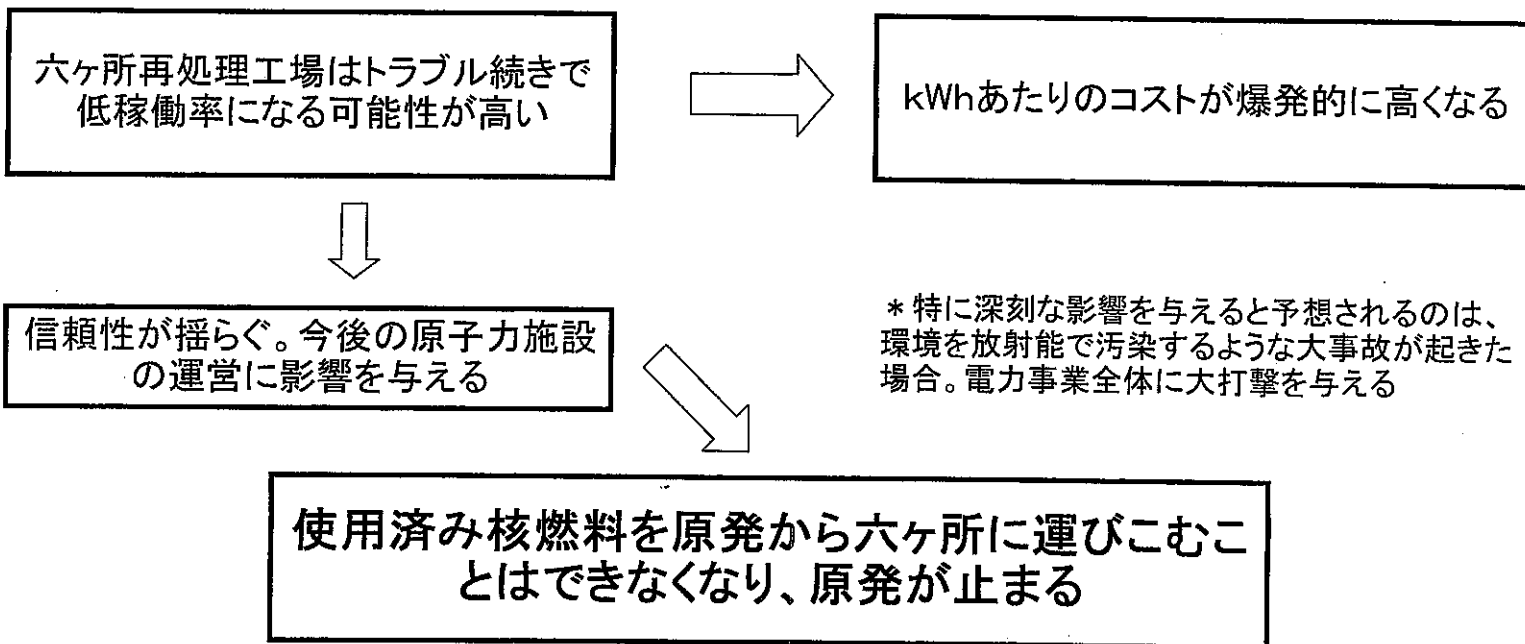 六ヶ所再処理工場はトラブル続きで
低稼働率になる可能性が高い
kWhあたりのコストが爆発的に高くなる
信頼性が揺らぐ。今後の原子力施設
の運営に影響を与える
*特に深刻な影響を与えると予想されるのは、
環境を放射能で汚染するような大事故が起きた
場合。電力事業全体に大打撃を与える
使用済み核燃料を原発から六ヶ所に運びこむこ
とはできなくなり、原発が止まる